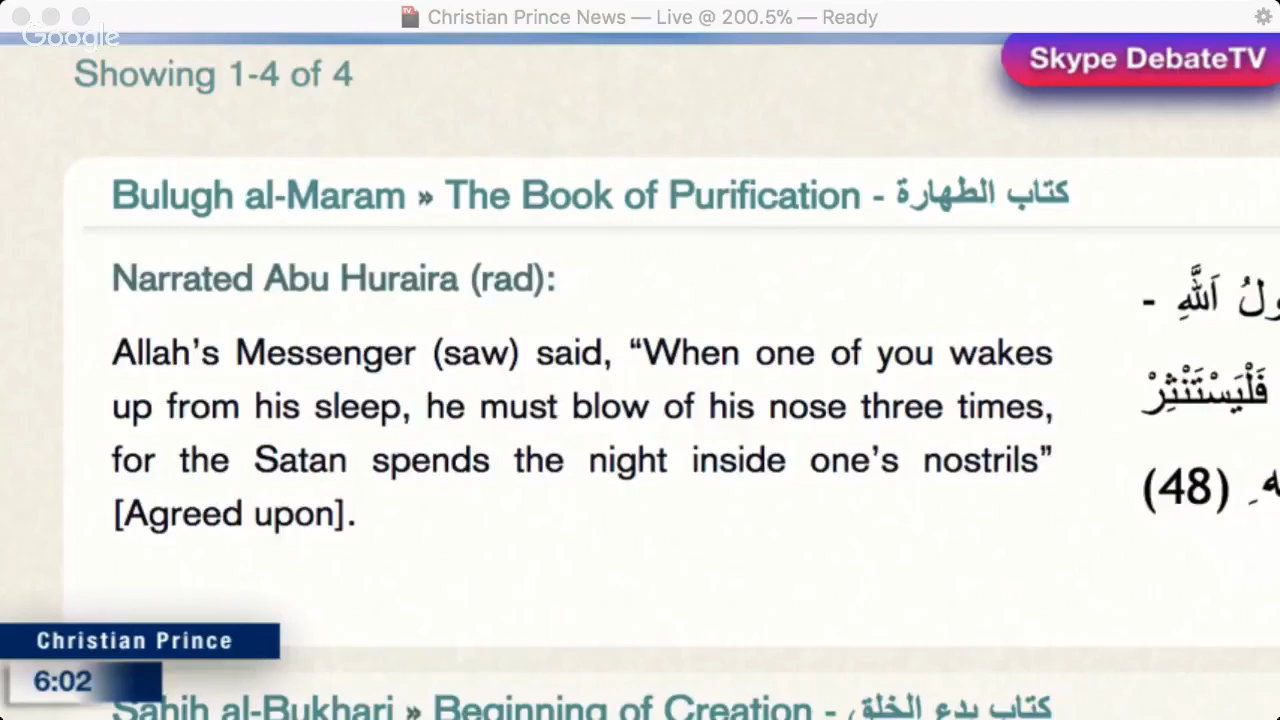 Christian Prince News — Live @ 200.5% — Ready
Google
Showing 1-4 of 4
Skype DebateTV
Bulugh al-Maram » The Book of Purification - كتاب الطهارة
Narrated Abu Huraira (rad):
Allah's Messenger (saw) said, “When one of you wakes
up from his sleep, he must blow of his nose three times,
for the Satan spends the night inside one's nostrils”
[Agreed upon].
ولُ اَللَّهِ -
فَلْيَسْتَنْثِرْ
(48)
Christian Prince
6:02
Sahih al-Bukhari » Beginning of Creation - كتاب بدء الخلق